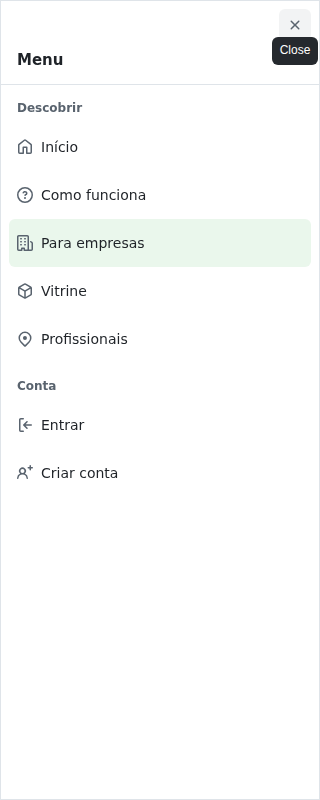 Close
Menu
Descobrir
Início
Como funciona
Para empresas
Vitrine
Profissionais
Conta
Entrar
Criar conta